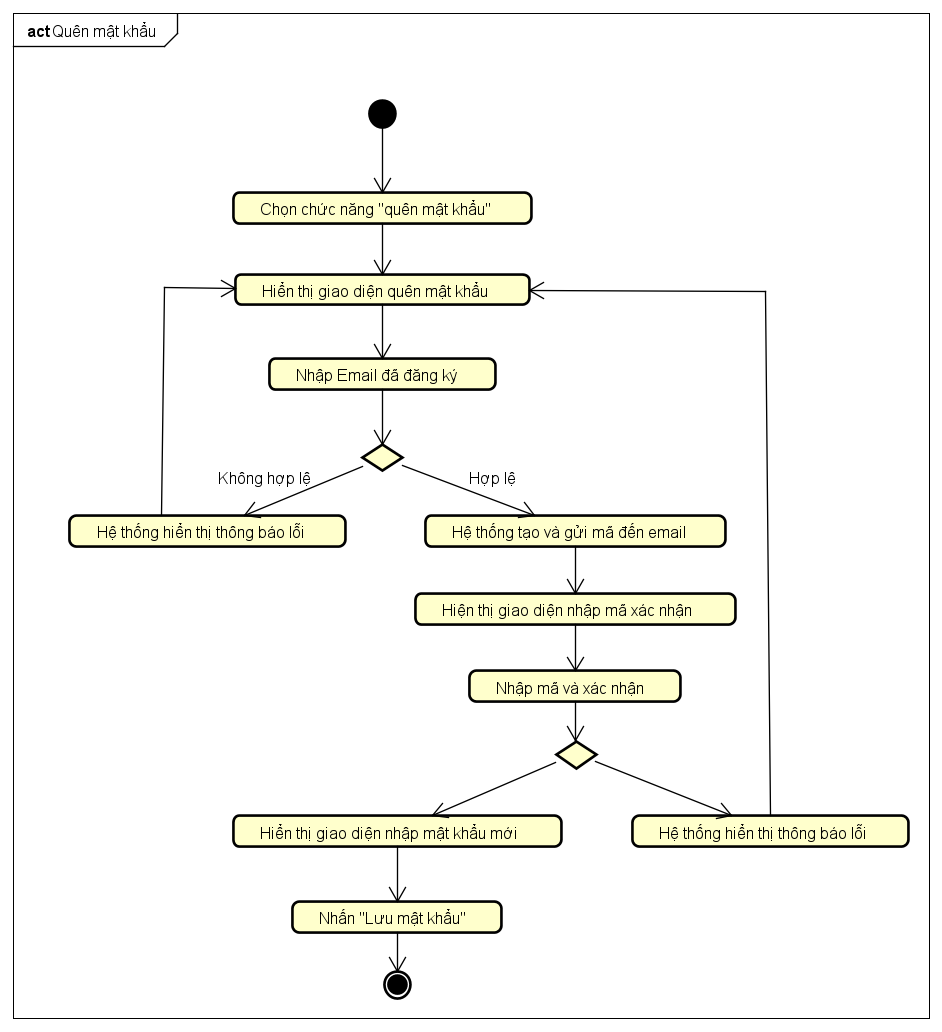 act Quên mật khẩu
Chọn chức năng "quên mật khẩu"
Hiển thị giao diện quên mật khẩu
Nhập Email đã đăng ký
Không hợp lệ
Hợp lệ
Hệ thống hiển thị thông báo lỗi
Hệ thống tạo và gửi mã đến email
Hiện thị giao diện nhập mã xác nhận
Nhập mã và xác nhận
Hiển thị giao diện nhập mật khẩu mới
Hệ thống hiển thị thông báo lỗi
Nhấn "Lưu mật khẩu"